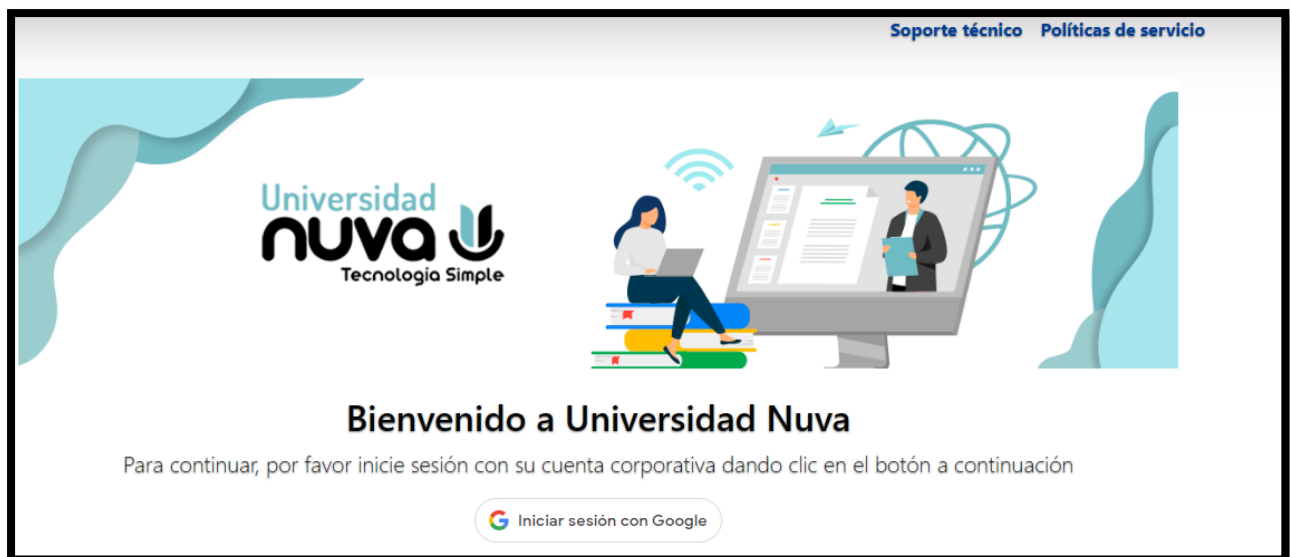 Soporte técnico Políticas de servicio
Universidad
nuva
Tecnología Simple
Bienvenido a Universidad Nuva
Para continuar, por favor inicie sesión con su cuenta corporativa dando clic en el botón a continuación
Iniciar sesión con Google